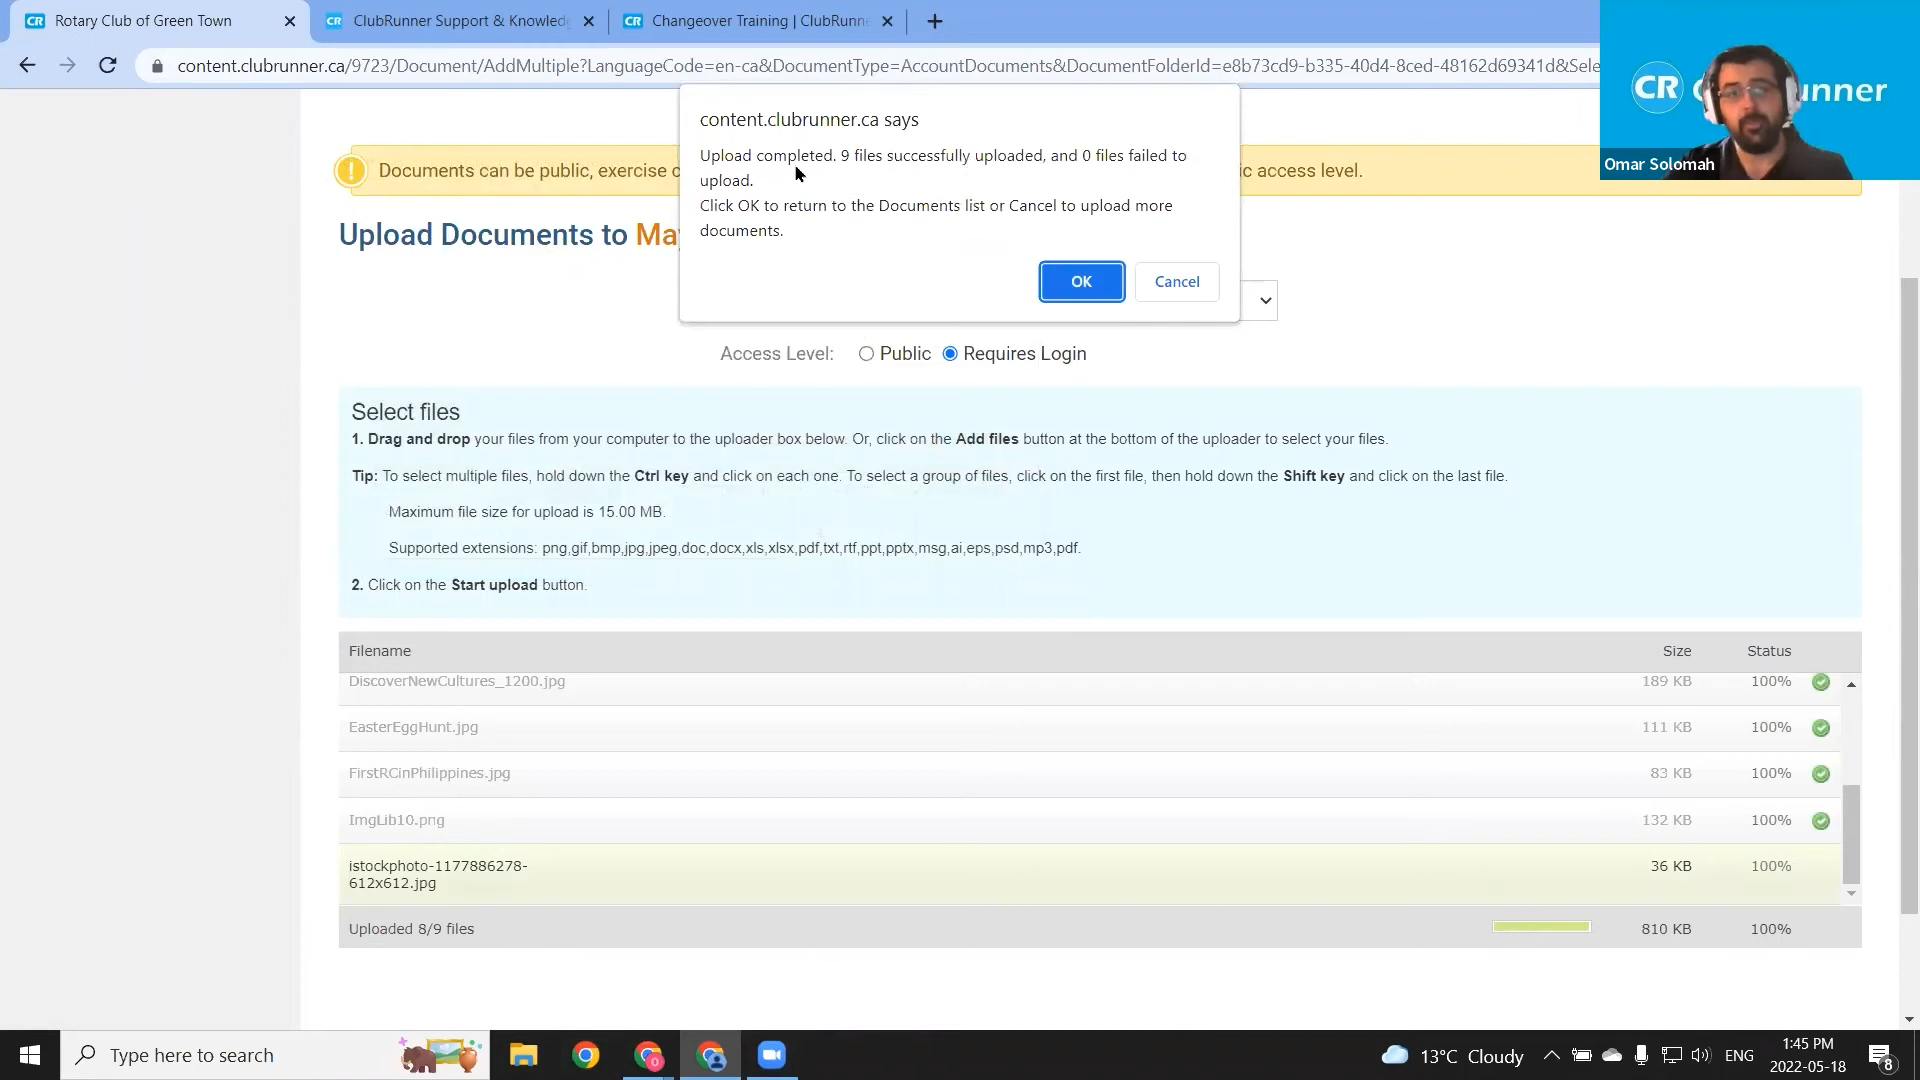 Rotary Club of Green Town
ClubRunner Support & Knowled
Changeover Training | ClubRunne
content.clubrunner.ca/9723/Document/AddMultiple?LanguageCode=en-ca&DocumentType=AccountDocuments&DocumentFolderId=e8b73cd9-b335-40d4-8ced-48162d69341d&Sele
CR
unner
Omar Solomah
content.clubrunner.ca says
Upload completed. 9 files successfully uploaded, and 0 files failed to
upload.
Click OK to return to the Documents list or Cancel to upload more
documents.
OK Cancel
Documents can be public, exercise c
ic access level.
Upload Documents to Ma
Access Level: Public Requires Login
Select files
1. Drag and drop your files from your computer to the uploader box below. Or, click on the Add files button at the bottom of the uploader to select your files.
Tip: To select multiple files, hold down the Ctrl key and click on each one. To select a group of files, click on the first file, then hold down the Shift key and click on the last file.
Maximum file size for upload is 15.00 MB.
Supported extensions: png,gif,bmp,jpg,jpeg,doc,docx,xls,xlsx,pdf,txt,rtf,ppt,pptx,msg,ai,eps,psd,mp3,pdf.
2. Click on the Start upload button.
Filename Size Status
DiscoverNewCultures_1200.jpg 189 KB 100%
EasterEggHunt.jpg 111 KB 100%
FirstRCinPhilippines.jpg 83 KB 100%
ImgLib10.png 132 KB 100%
istockphoto-1177886278-
612x612.jpg 36 KB 100%
Uploaded 8/9 files 810 KB 100%
Type here to search
13°C Cloudy
ENG
1:45 PM
2022-05-18
8